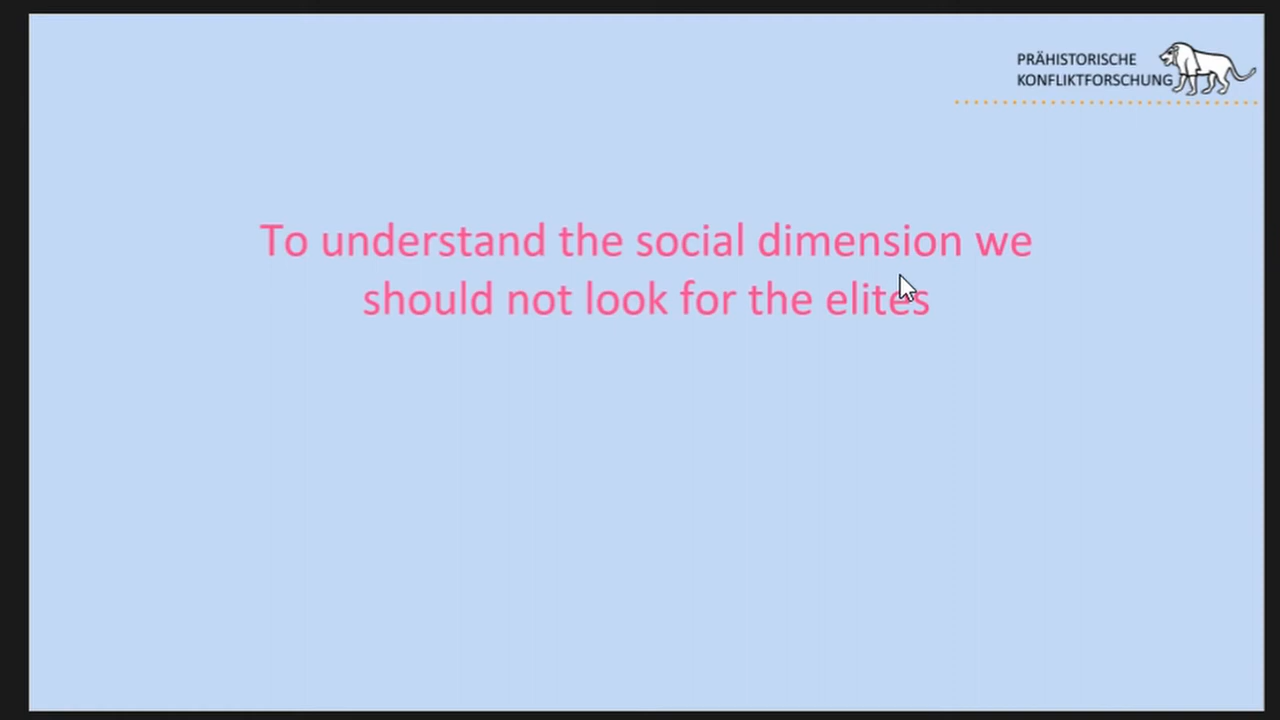 PRÄHISTORISCHE
KONFLIKTFORSCHUNG
To understand the social dimension we
should not look for the elites